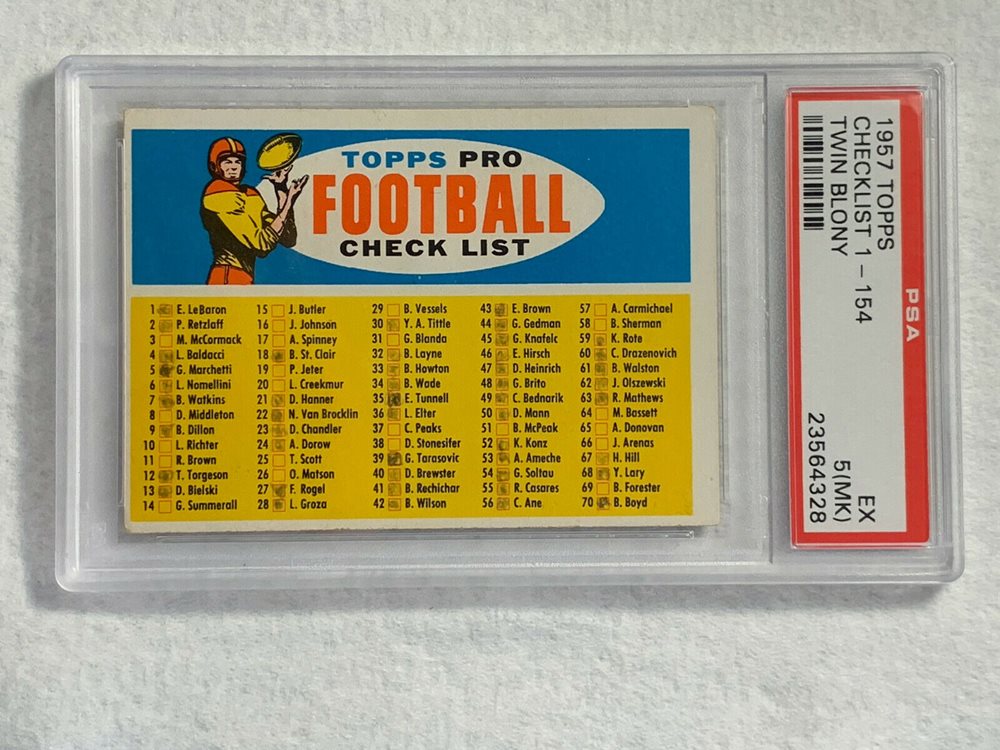 TOPPS PRO
FOOTBALL
CHECK LIST
1 E. LeBaron
2 P. Retzlaff
3 M. McCormack
4 L. Baldacci
5 G. Marchetti
6 L. Nomellini
7 B. Watkins
8 D. Middleton
9 B. Dillon
10 L. Richter
11 R. Brown
12 T. Torgeson
13 D. Bielski
14 G. Summerall
15 J. Butler
16 J. Johnson
17 A. Spinney
18 B. St. Clair
19 P. Jeter
20 L. Creekmur
21 D. Hanner
22 N. Van Brocklin
23 D. Chandler
24 A. Dorow
25 T. Scott
26 O. Matson
27 F. Rogel
28 L. Groza
29 B. Vessels
30 Y. A. Tittle
31 G. Blanda
32 B. Layne
33 B. Howton
34 B. Wade
35 E. Tunnell
36 L. Elter
37 C. Peaks
38 D. Stonesifer
39 G. Tarasovic
40 D. Brewster
41 B. Rechichar
42 B. Wilson
43 E. Brown
44 G. Gedman
45 G. Knafelc
46 E. Hirsch
47 D. Heinrich
48 G. Brito
49 C. Bednarik
50 D. Mann
51 B. McPeak
52 K. Konz
53 A. Ameche
54 G. Soltau
55 R. Casares
56 C. Ane
57 A. Carmichael
58 B. Sherman
59 K. Rote
60 C. Drazenovich
61 B. Walston
62 J. Olszewski
63 R. Mathews
64 M. Bassett
65 A. Donovan
66 J. Arenas
67 H. Hill
68 Y. Lary
69 B. Forester
70 B. Boyd
PSA
1957 TOPPS
CHECKLIST 1-154
TWIN BLONY
EX
5(MK)
23564328